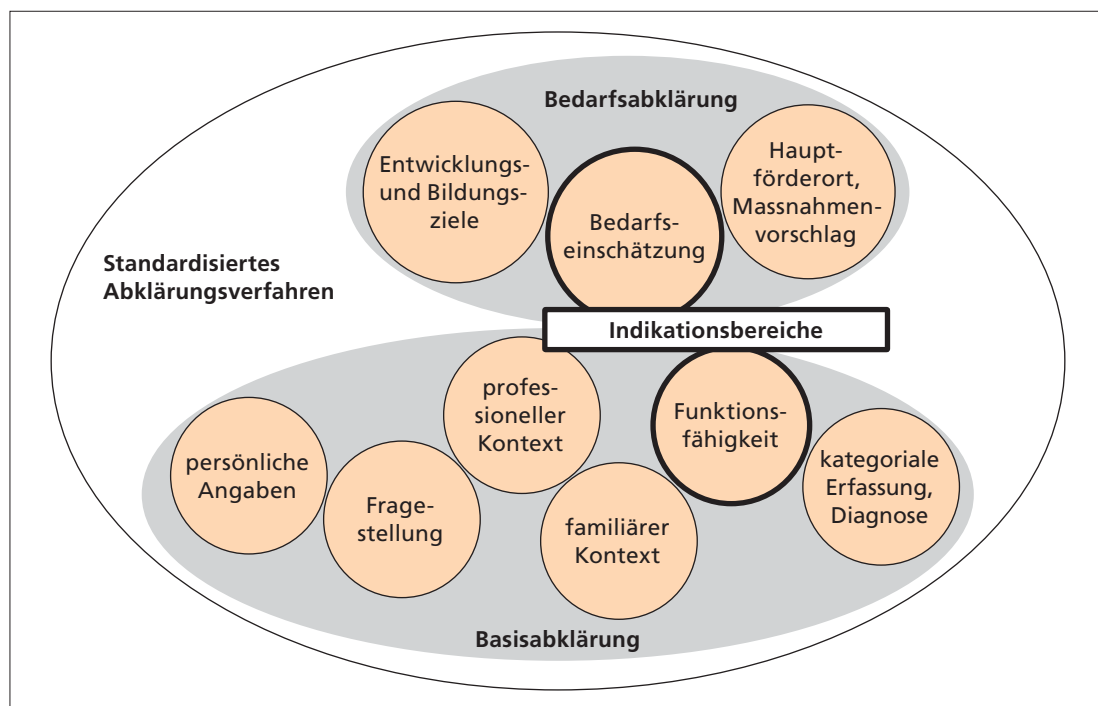 Bedarfsabklärung
Entwicklungs-
und Bildungs-
ziele
Bedarfs-
einschätzung
Haupt-
förderort,
Massnahmen-
vorschlag
Standardisiertes
Abklärungsverfahren
Indikationsbereiche
persönliche
Angaben
Frage-
stellung
profes-
sioneller
Kontext
familiärer
Kontext
Funktions-
fähigkeit
kategoriale
Erfassung,
Diagnose
Basisabklärung